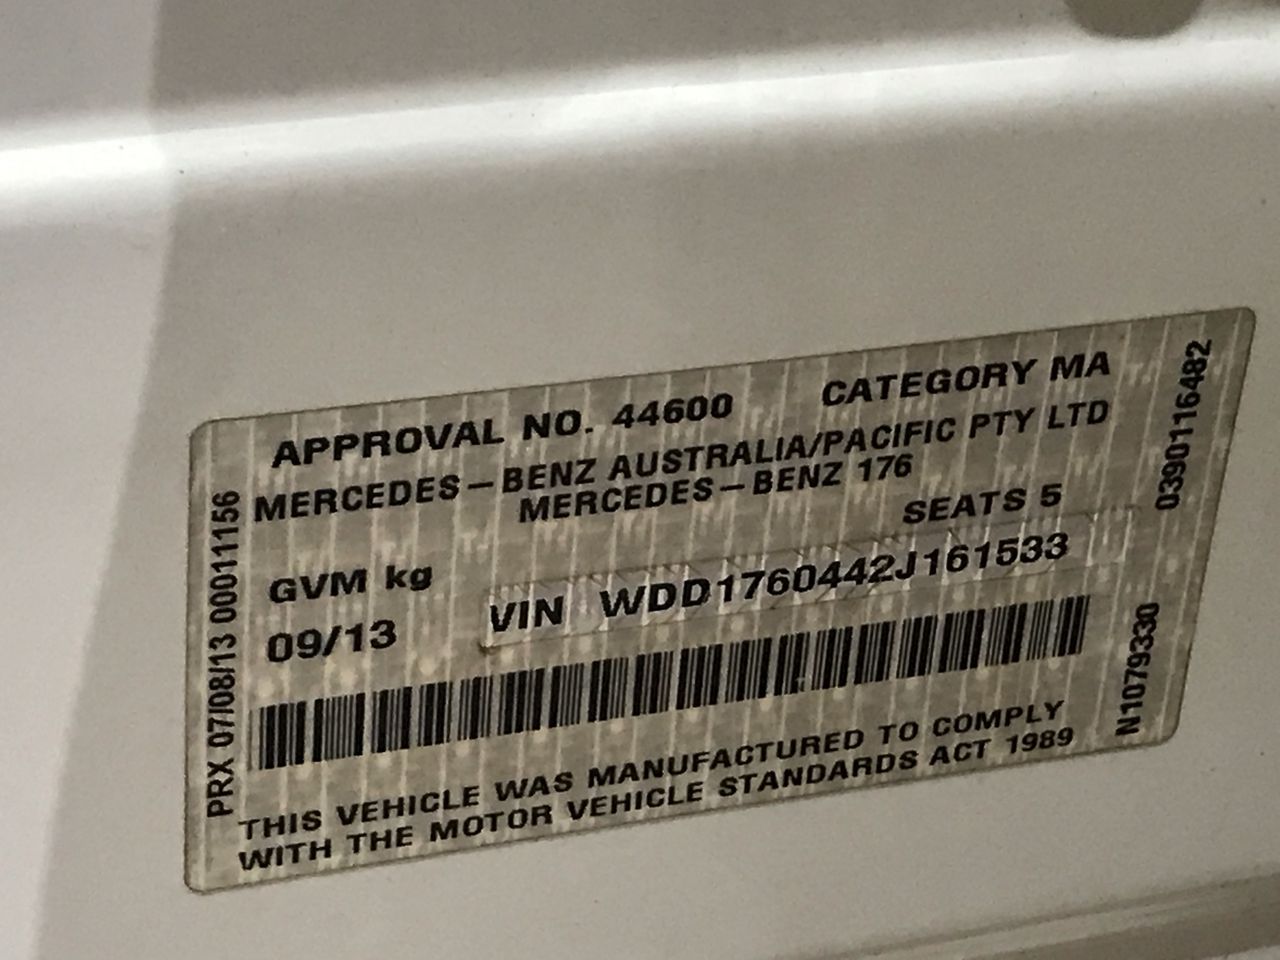 APPROVAL NO. 44600 CATEGORY MA
MERCEDES-BENZ AUSTRALIA/PACIFIC PTY LTD
MERCEDES-BENZ 176
SEATS 5
GVM kg
VIN WDD1760442J161533
09/13
THIS VEHICLE WAS MANUFACTURED TO COMPLY
WITH THE MOTOR VEHICLE STANDARDS ACT 1989
PRX 07/08/13 00011156
0390116482
N1079330